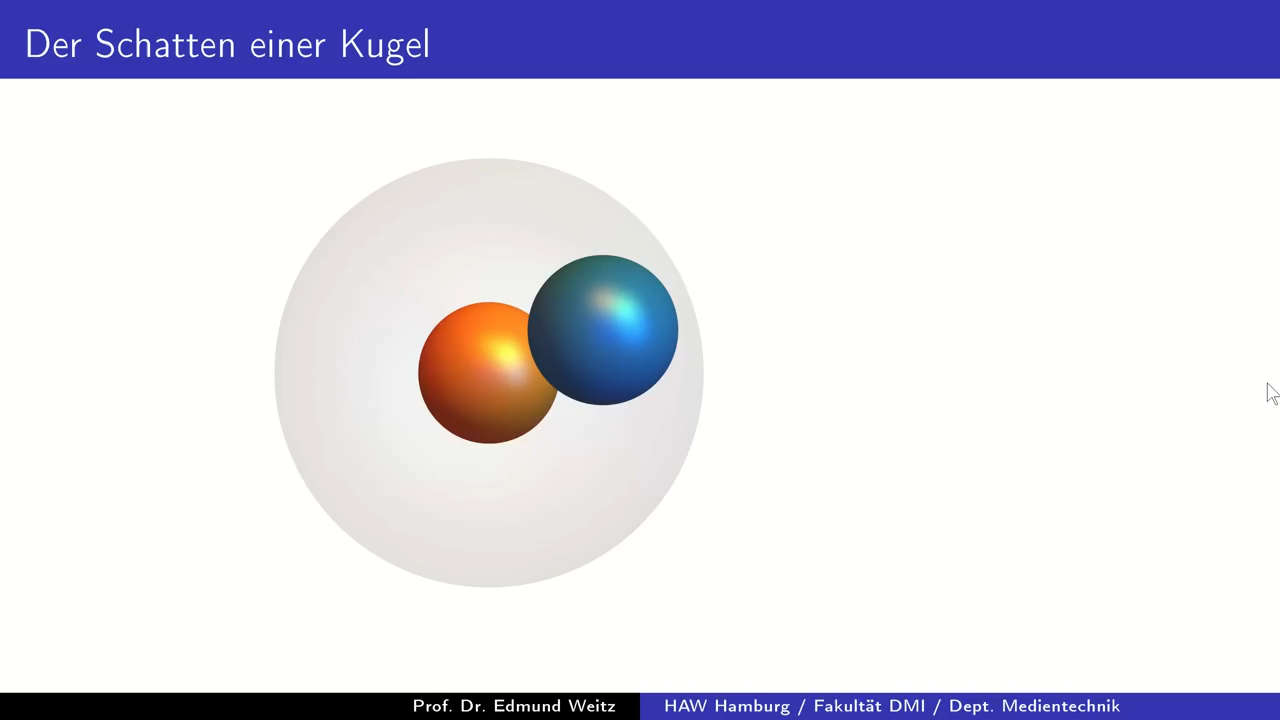 Der Schatten einer Kugel
Prof. Dr. Edmund Weitz
HAW Hamburg / Fakultät DMI / Dept. Medientechnik